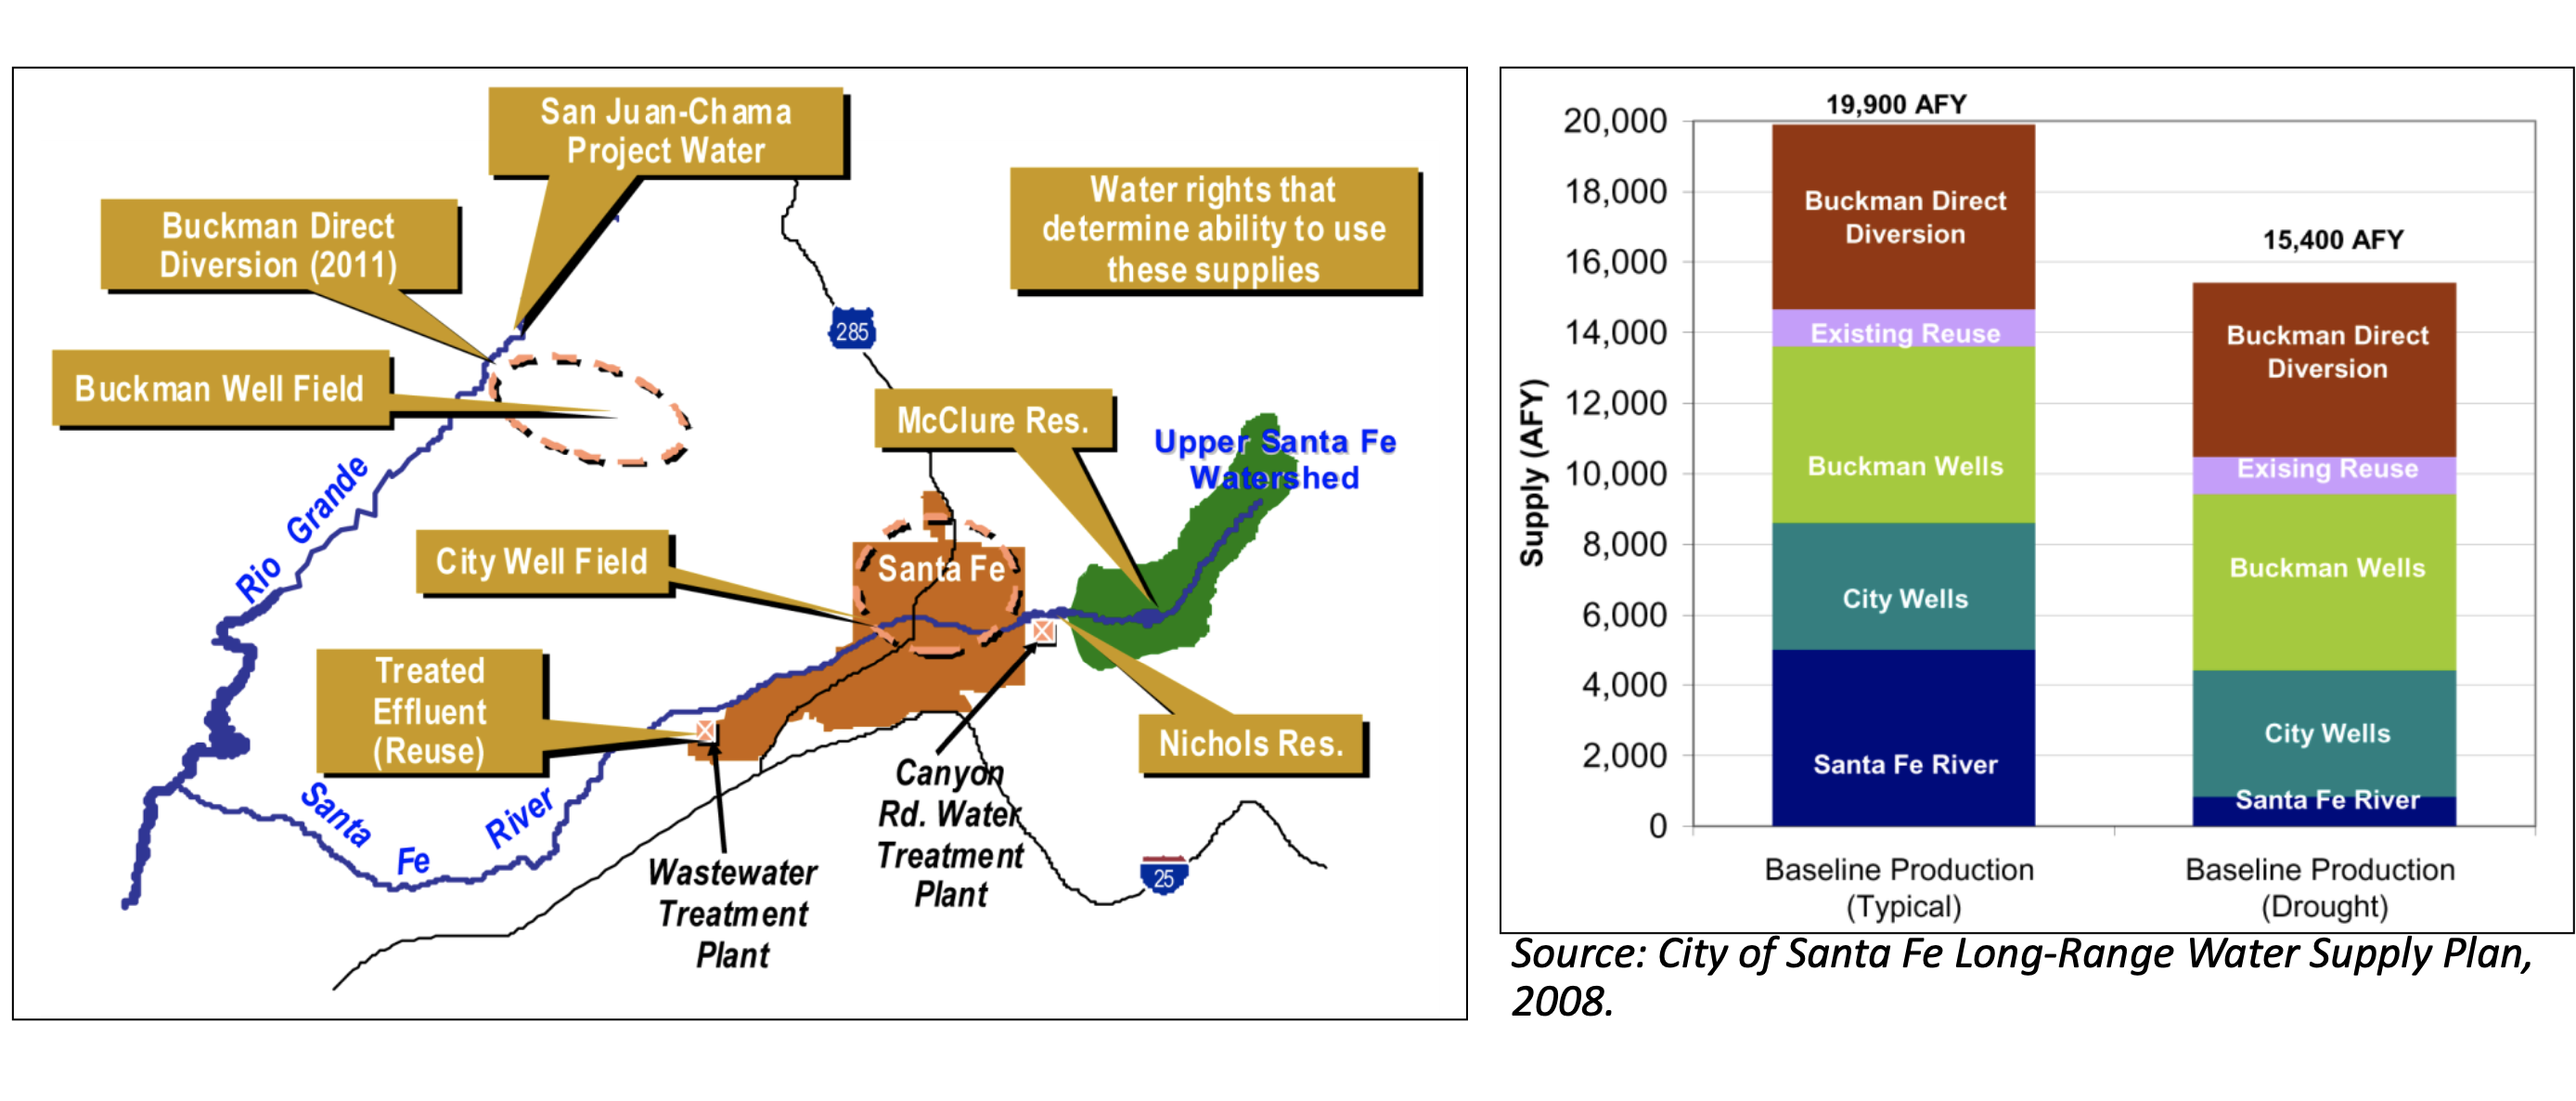 San Juan-Chama
Project Water
Buckman Direct
Diversion (2011)
Water rights that
determine ability to use
these supplies
285
Buckman Well Field
McClure Res.
Upper Santa Fe
Watershed
Rio Grande
City Well Field
Santa Fe
Treated
Effluent
(Reuse)
Nichols Res.
Santa Fe River
Canyon
Rd. Water
Treatment
Plant
Wastewater
Treatment
Plant
25
Supply (AFY)
20,000
18,000
16,000
14,000
12,000
10,000
8,000
6,000
4,000
2,000
0
19,900 AFY
Buckman Direct
Diversion
Existing Reuse
Buckman Wells
City Wells
Santa Fe River
15,400 AFY
Buckman Direct
Diversion
Exising Reuse
Buckman Wells
City Wells
Santa Fe River
Baseline Production
(Typical)
Baseline Production
(Drought)
Source: City of Santa Fe Long-Range Water Supply Plan,
2008.